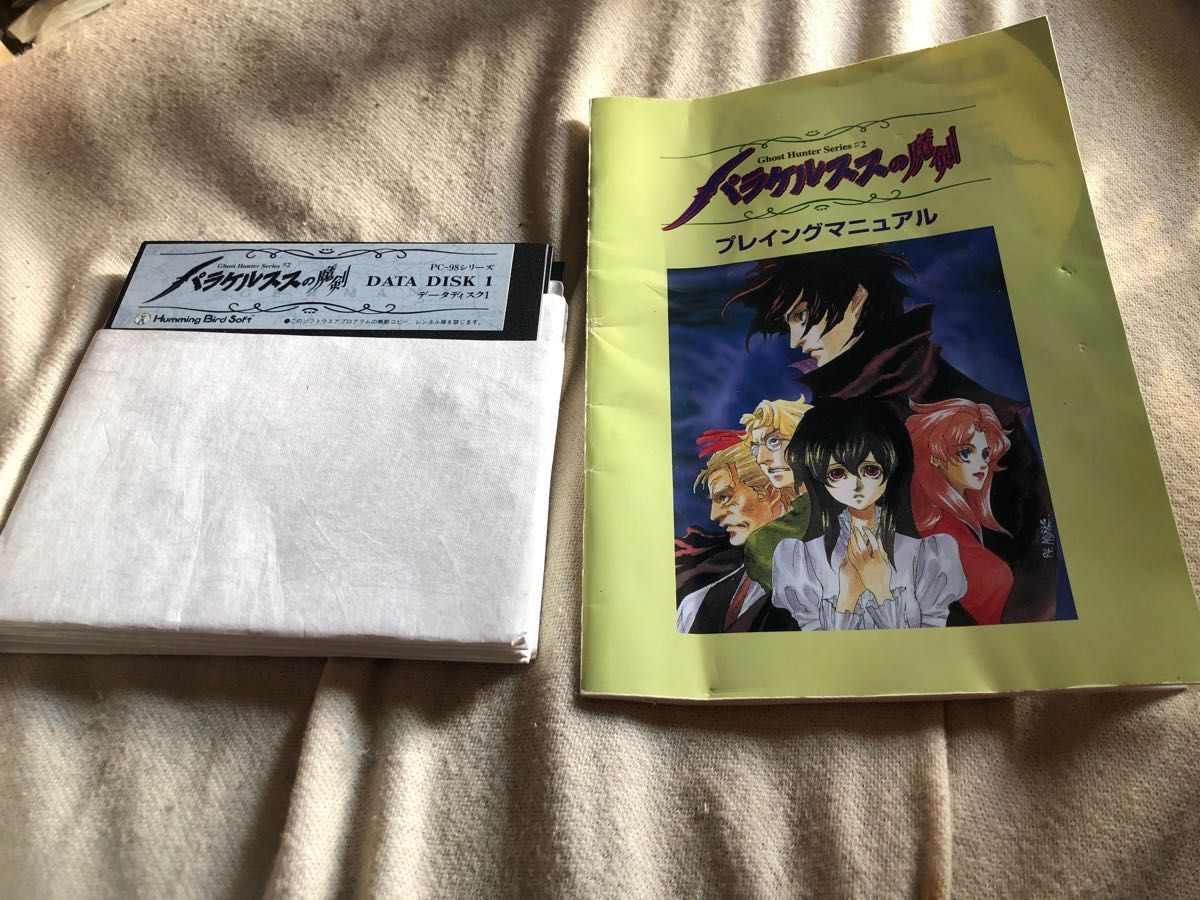 Ghost Hunter Series #2
パラケルススの魔剣
PC-98シリーズ
DATA DISK 1
データディスク1
Humming Bird Soft
●このソフトウエアプログラムの無断コピー、レンタル等を禁じます。
Ghost Hunter Series #2
パラケルススの魔剣
プレイングマニュアル